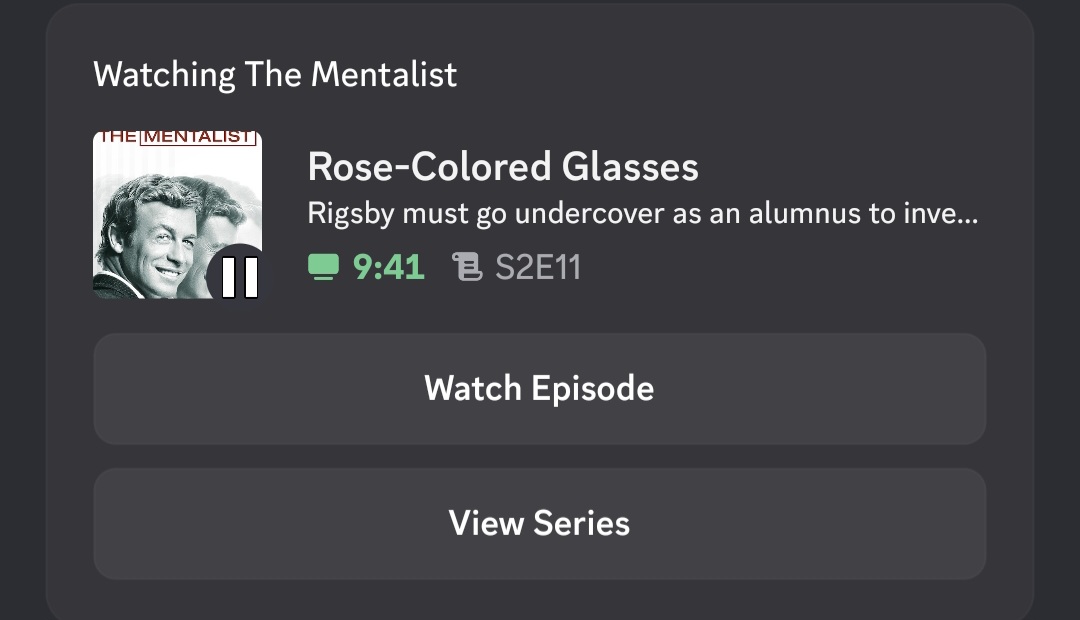 Watching The Mentalist
THE MENTALIST
Rose-Colored Glasses
Rigsby must go undercover as an alumnus to inve...
9:41 S2E11
Watch Episode
View Series